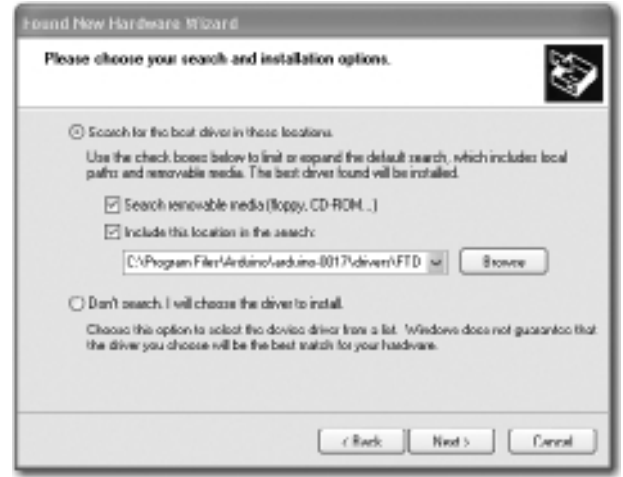 Found New Hardware Wizard
Please choose your search and installation options.
Search for the best driver in these locations.
Use the check boxes below to limit or expand the default search, which includes local
paths and removable media. The best driver found will be installed.
Search removable media (floppy, CD-ROM...)
Include this location in the search:
C:\Program Files\Arduino\arduino-0017\drivers\FTD
Browse
Don't search. I will choose the driver to install.
Choose this option to select the device driver from a list. Windows does not guarantee that
the driver you choose will be the best match for your hardware.
< Back
Next >
Cancel